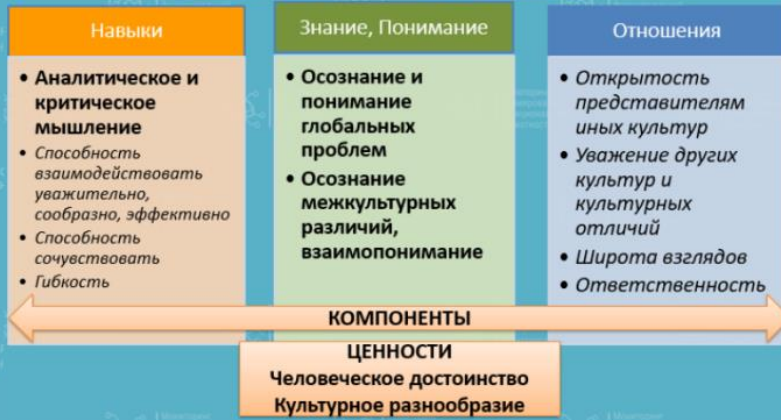 Навыки
• Аналитическое и
критическое
мышление
• Способность
взаимодействовать
уважительно,
сообразно, эффективно
• Способность
сочувствовать
• Гибкость
Знание, Понимание
• Осознание и
понимание
глобальных
проблем
• Осознание
межкультурных
различий,
взаимопонимание
Отношения
• Открытость
представителям
иных культур
• Уважение других
культур и
культурных
отличий
• Широта взглядов
• Ответственность
КОМПОНЕНТЫ
ЦЕННОСТИ
Человеческое достоинство
Культурное разнообразие